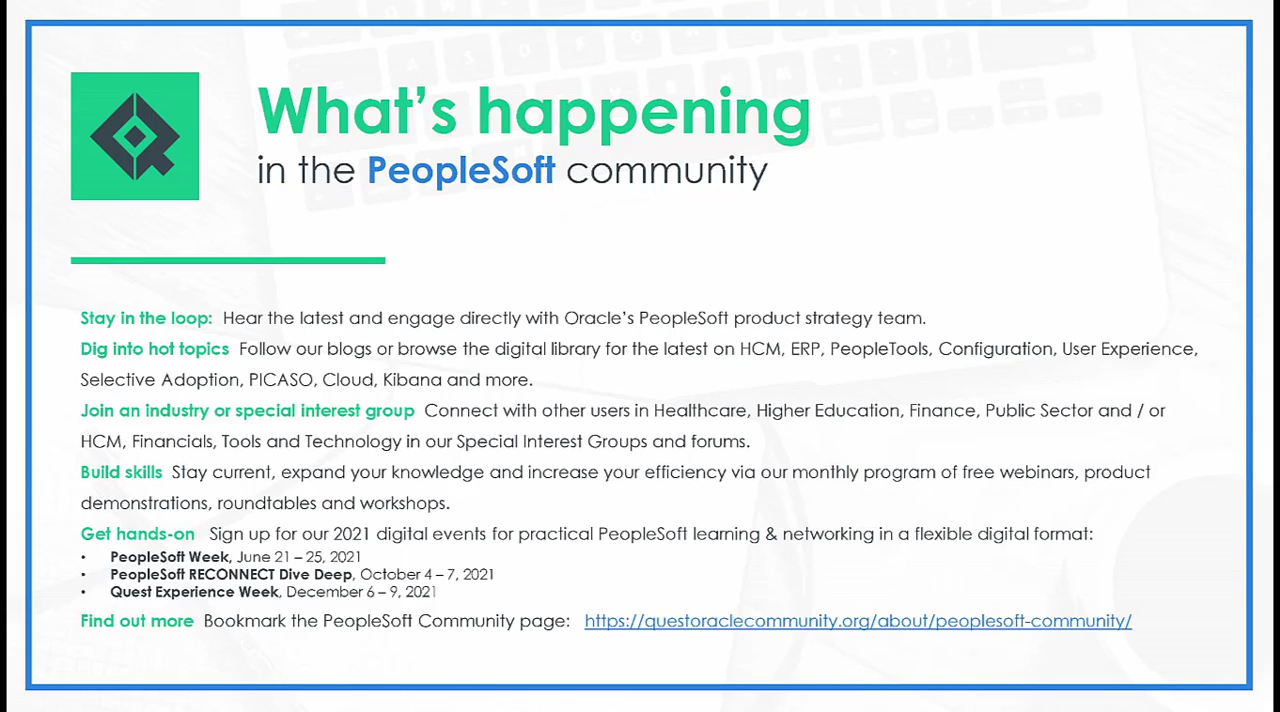 What's happening
in the PeopleSoft community
Stay in the loop: Hear the latest and engage directly with Oracle's PeopleSoft product strategy team.
Dig into hot topics Follow our blogs or browse the digital library for the latest on HCM, ERP, PeopleTools, Configuration, User Experience,
Selective Adoption, PICASO, Cloud, Kibana and more.
Join an industry or special interest group Connect with other users in Healthcare, Higher Education, Finance, Public Sector and / or
HCM, Financials, Tools and Technology in our Special Interest Groups and forums.
Build skills Stay current, expand your knowledge and increase your efficiency via our monthly program of free webinars, product
demonstrations, roundtables and workshops.
Get hands-on Sign up for our 2021 digital events for practical PeopleSoft learning & networking in a flexible digital format:
• PeopleSoft Week, June 21 – 25, 2021
• PeopleSoft RECONNECT Dive Deep, October 4 – 7, 2021
• Quest Experience Week, December 6 – 9, 2021
Find out more Bookmark the PeopleSoft Community page: https://questoraclecommunity.org/about/peoplesoft-community/